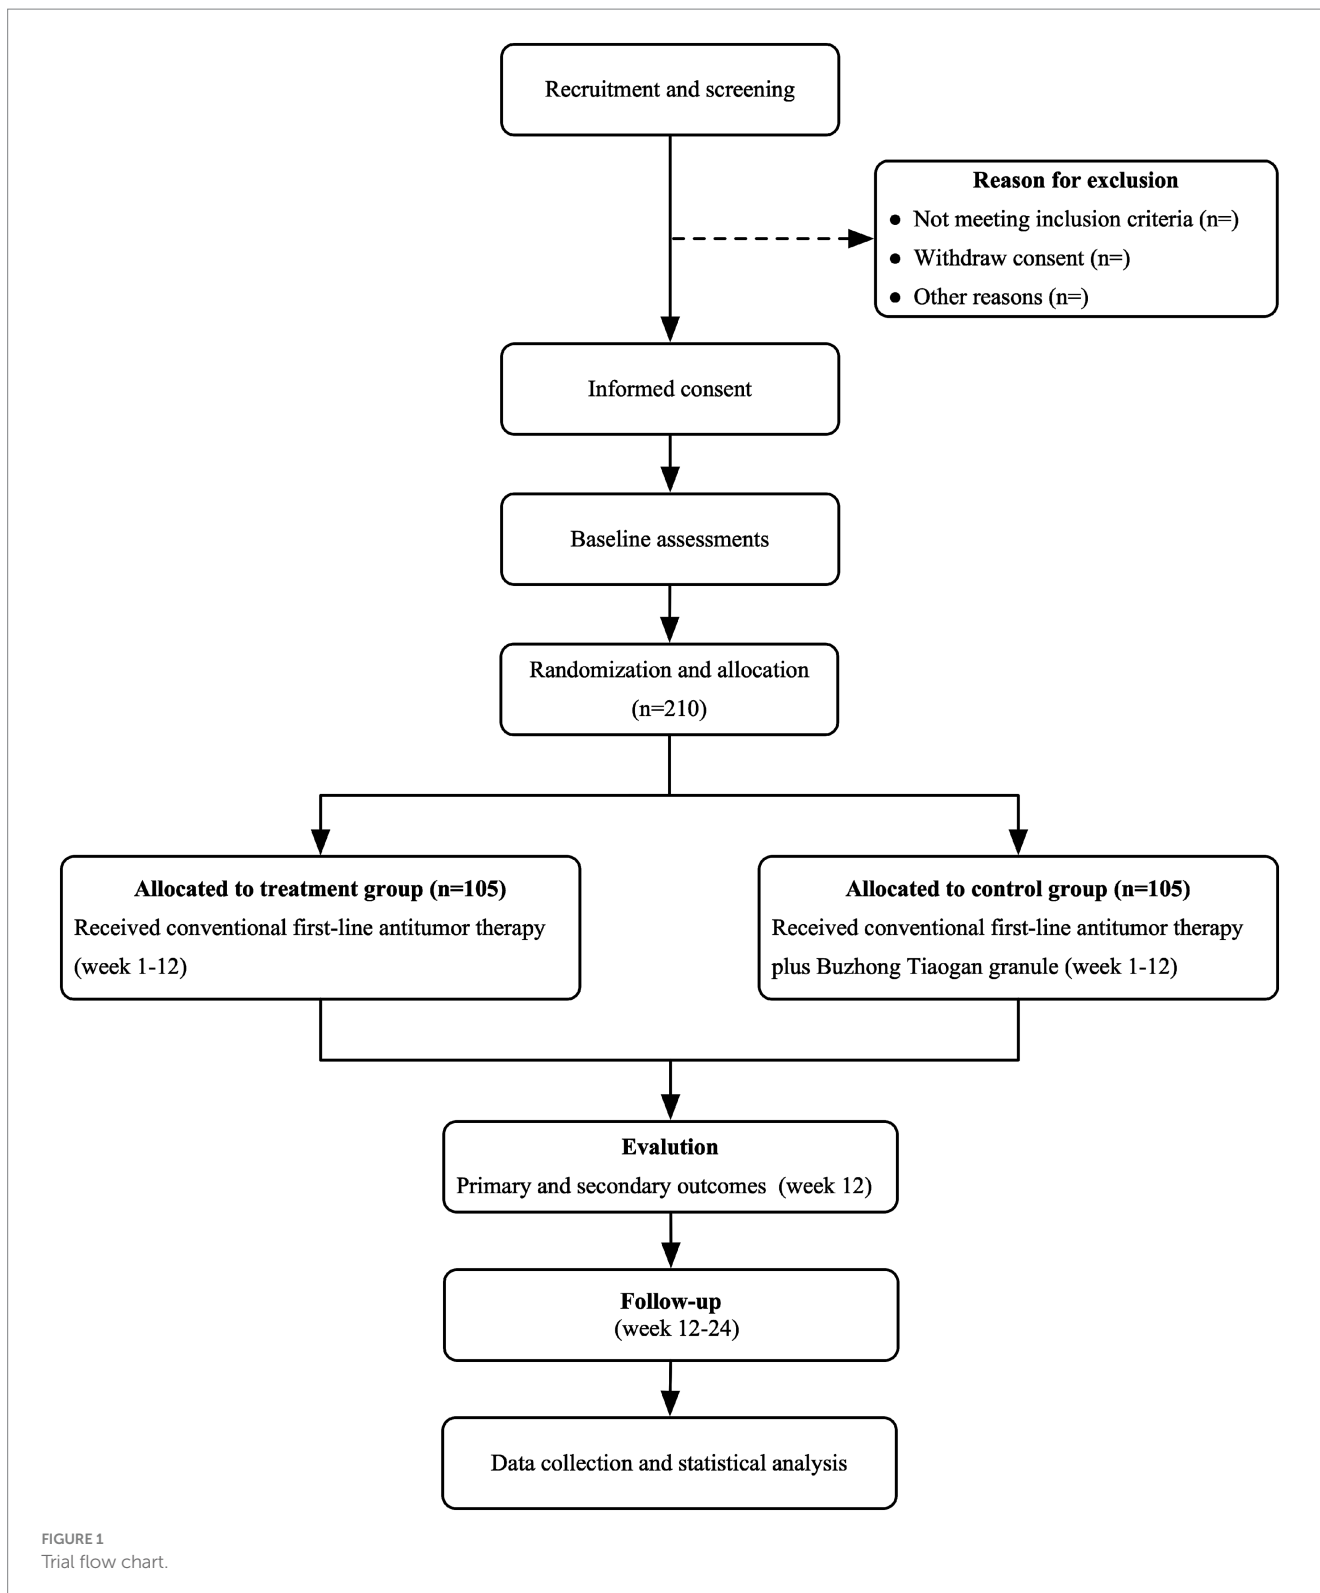 Recruitment and screening
Reason for exclusion
● Not meeting inclusion criteria (n=)
● Withdraw consent (n=)
● Other reasons (n=)
Informed consent
Baseline assessments
Randomization and allocation
(n=210)
Allocated to treatment group (n=105)
Received conventional first-line antitumor therapy
(week 1-12)
Allocated to control group (n=105)
Received conventional first-line antitumor therapy
plus Buzhong Tiaogan granule (week 1-12)
Evalution
Primary and secondary outcomes (week 12)
Follow-up
(week 12-24)
Data collection and statistical analysis
FIGURE 1
Trial flow chart.